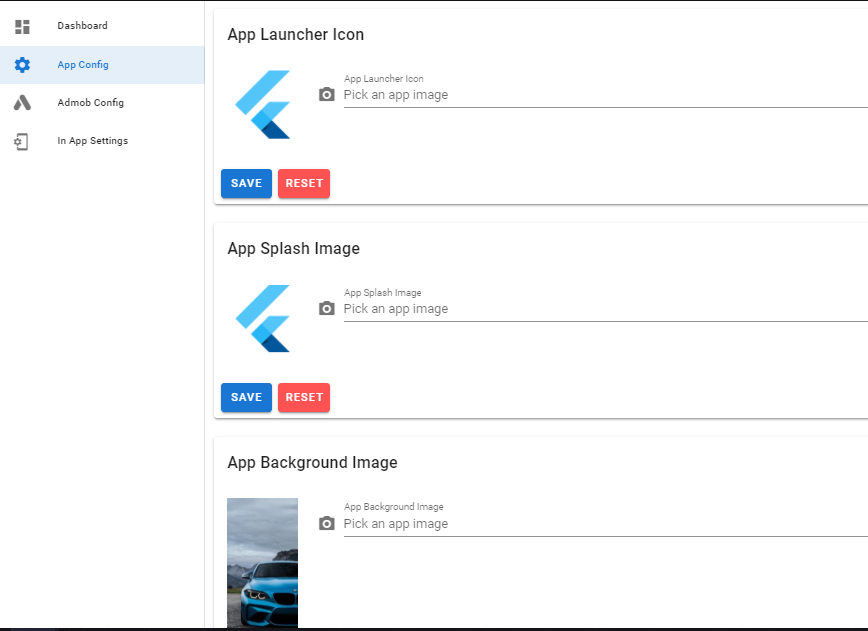 Dashboard
App Config
Admob Config
In App Settings
App Launcher Icon
App Launcher Icon
Pick an app image
SAVE
RESET
App Splash Image
App Splash Image
Pick an app image
SAVE
RESET
App Background Image
App Background Image
Pick an app image